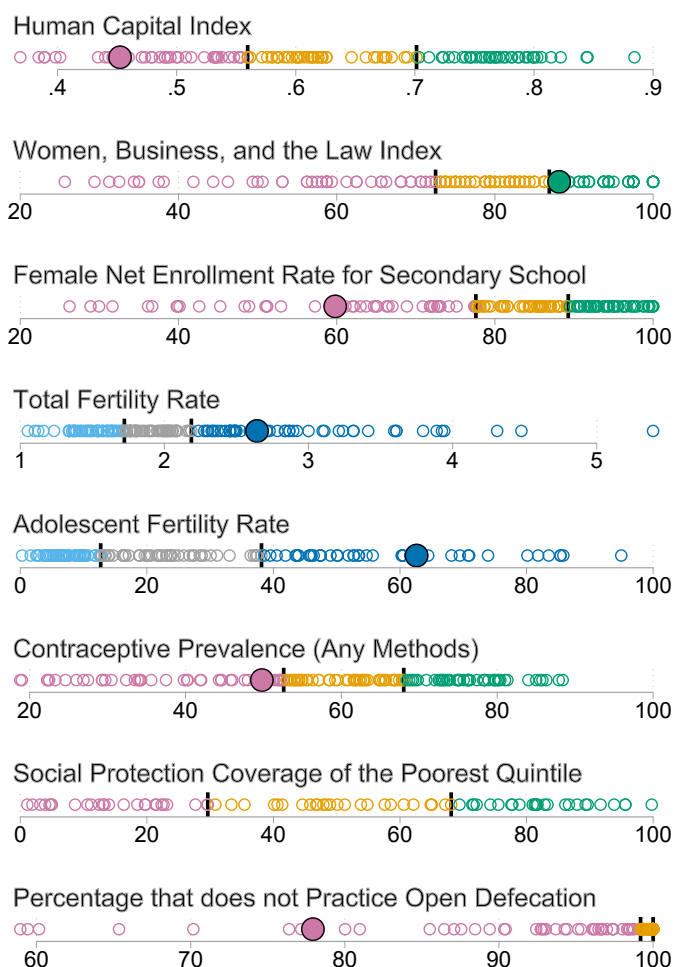 Human Capital Index
.4 .5 .6 .7 .8 .9
Women, Business, and the Law Index
20 40 60 80 100
Female Net Enrollment Rate for Secondary School
20 40 60 80 100
Total Fertility Rate
1 2 3 4 5
Adolescent Fertility Rate
0 20 40 60 80 100
Contraceptive Prevalence (Any Methods)
20 40 60 80 100
Social Protection Coverage of the Poorest Quintile
0 20 40 60 80 100
Percentage that does not Practice Open Defecation
60 70 80 90 100